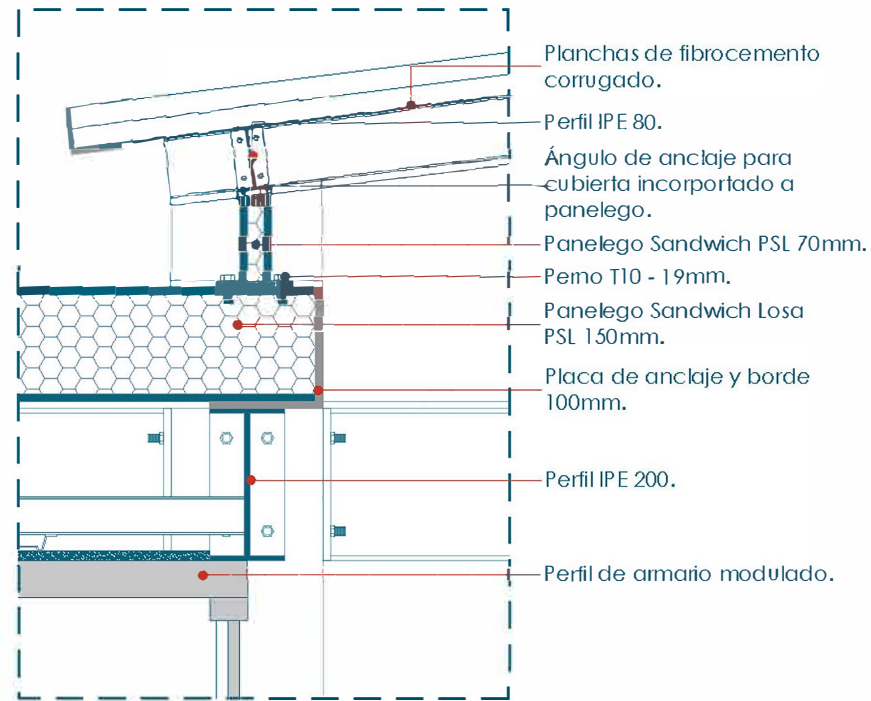 Planchas de fibrocemento
corrugado.
Perfil IPE 80.
Ángulo de anclaje para
cubierta incorportado a
panelego.
Panelego Sandwich PSL 70mm.
Perno T10 - 19mm.
Panelego Sandwich Losa
PSL 150mm.
Placa de anclaje y borde
100mm.
Perfil IPE 200.
Perfil de armario modulado.